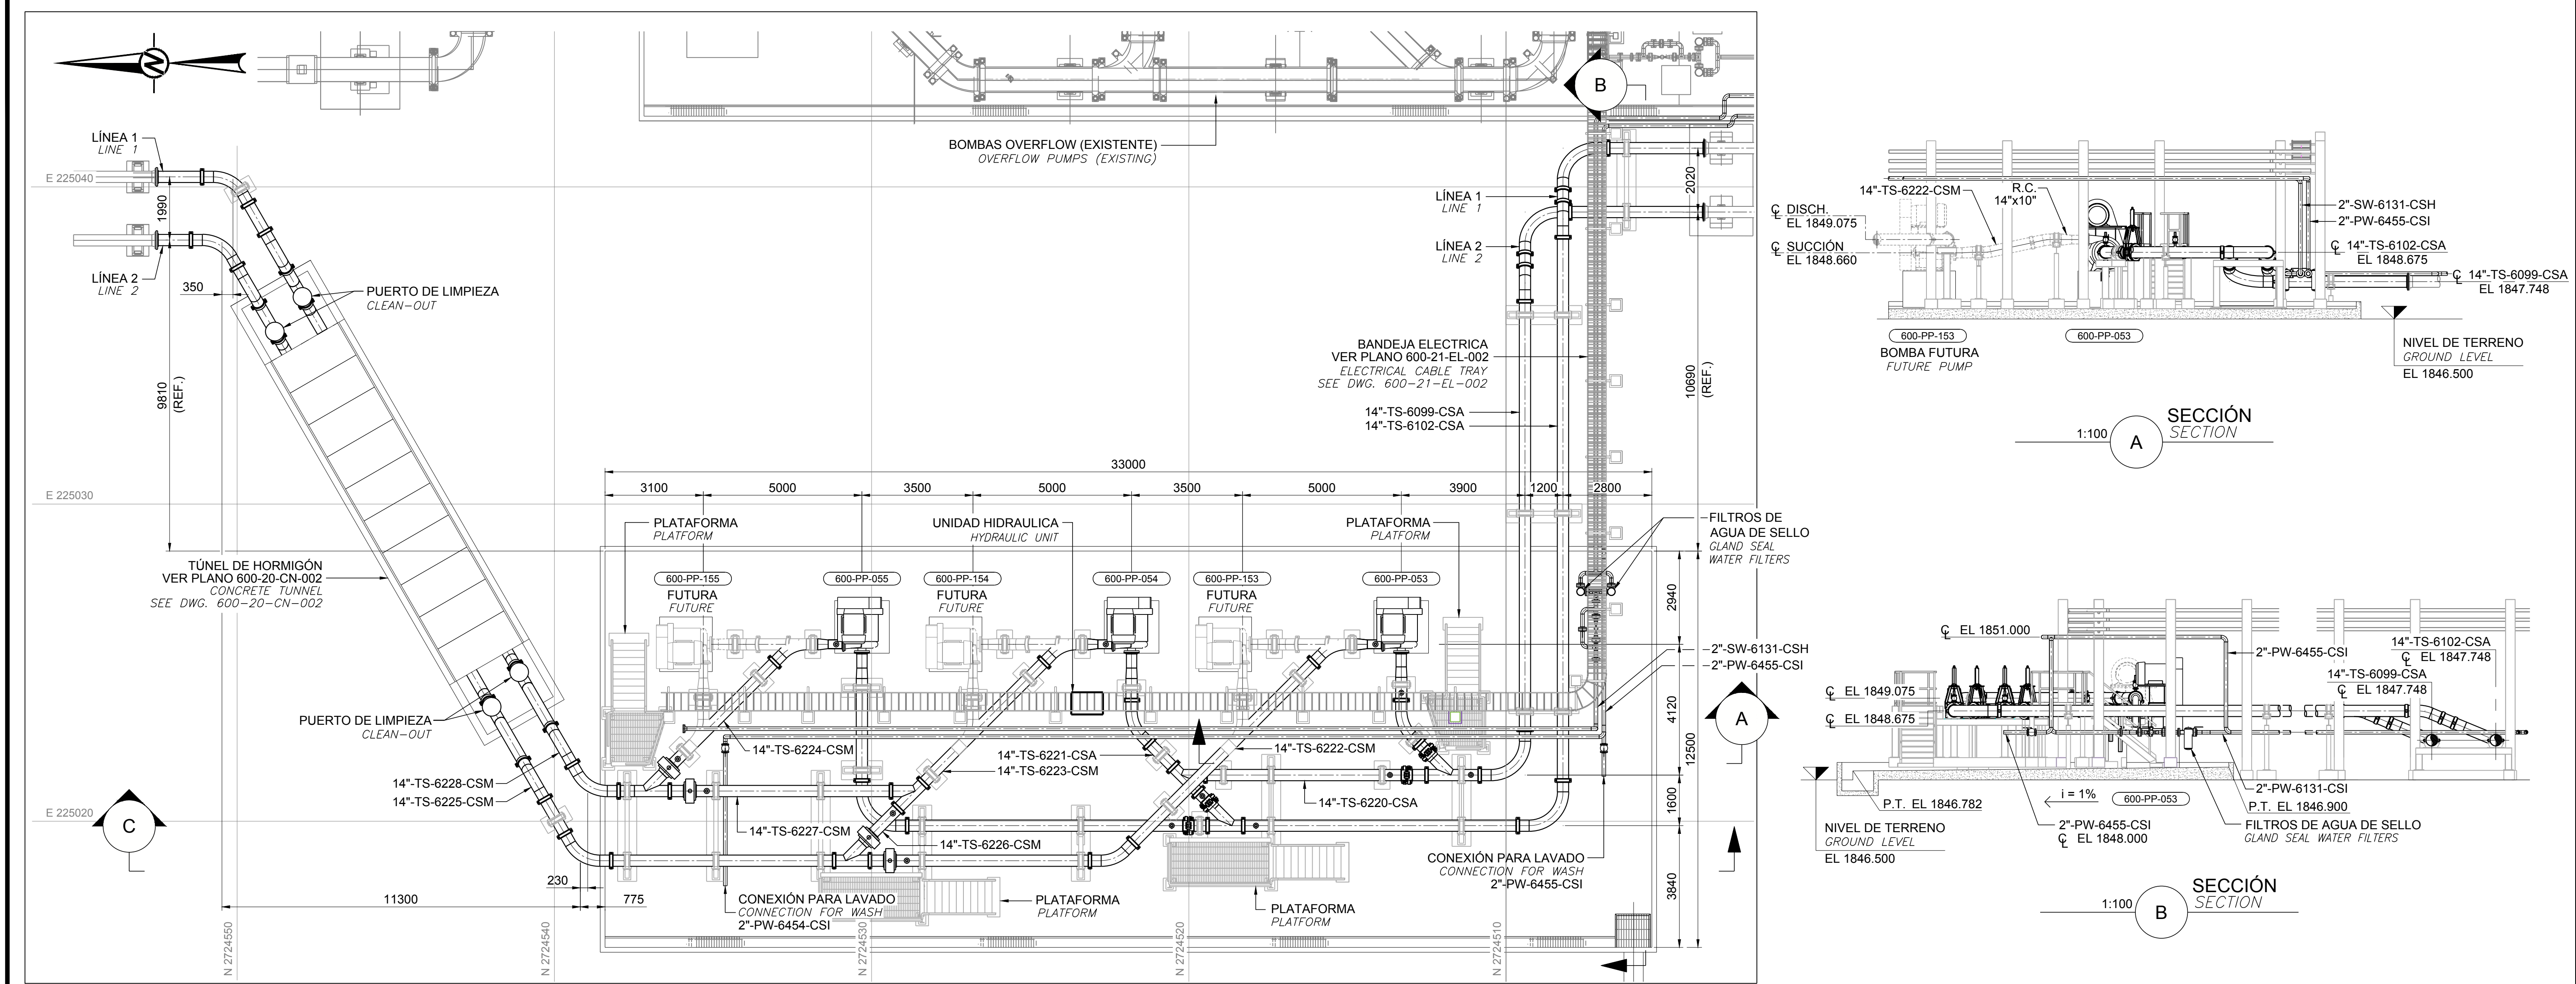 N
LÍNEA 1
LINE 1
E 225040
1990
LÍNEA 2
LINE 2
350
PUERTO DE LIMPIEZA
CLEAN-OUT
9810
(REF.)
E 225030
TÚNEL DE HORMIGÓN
VER PLANO 600-20-CN-002
CONCRETE TUNNEL
SEE DWG. 600-20-CN-002
PUERTO DE LIMPIEZA
CLEAN-OUT
14"-TS-6228-CSM
14"-TS-6225-CSM
E 225020
C
230
11300
775
N 2724550
N 2724540
N 2724530
N 2724520
N 2724510
BOMBAS OVERFLOW (EXISTENTE)
OVERFLOW PUMPS (EXISTING)
B
LÍNEA 1
LINE 1
2020
LÍNEA 2
LINE 2
BANDEJA ELECTRICA
VER PLANO 600-21-EL-002
ELECTRICAL CABLE TRAY
SEE DWG. 600-21-EL-002
10690
(REF.)
14"-TS-6099-CSA
14"-TS-6102-CSA
33000
3100
5000
3500
5000
3500
5000
3900
1200
2800
PLATAFORMA
PLATFORM
UNIDAD HIDRAULICA
HYDRAULIC UNIT
PLATAFORMA
PLATFORM
FILTROS DE
AGUA DE SELLO
GLAND SEAL
WATER FILTERS
600-PP-155
FUTURA
FUTURE
600-PP-055
600-PP-154
FUTURA
FUTURE
600-PP-054
600-PP-153
FUTURA
FUTURE
600-PP-053
2940
2"-SW-6131-CSH
2"-PW-6455-CSI
4120
12500
A
14"-TS-6224-CSM
14"-TS-6221-CSA
14"-TS-6223-CSM
14"-TS-6222-CSM
14"-TS-6220-CSA
1600
14"-TS-6227-CSM
14"-TS-6226-CSM
3840
CONEXIÓN PARA LAVADO
CONNECTION FOR WASH
2"-PW-6454-CSI
PLATAFORMA
PLATFORM
PLATAFORMA
PLATFORM
CONEXIÓN PARA LAVADO
CONNECTION FOR WASH
2"-PW-6455-CSI
14"-TS-6222-CSM
R.C.
14"x10"
℄ DISCH.
EL 1849.075
℄ SUCCIÓN
EL 1848.660
2"-SW-6131-CSH
2"-PW-6455-CSI
℄ 14"-TS-6102-CSA
EL 1848.675
℄ 14"-TS-6099-CSA
EL 1847.748
600-PP-153
BOMBA FUTURA
FUTURE PUMP
600-PP-053
NIVEL DE TERRENO
GROUND LEVEL
EL 1846.500
1:100
A
SECCIÓN
SECTION
℄ EL 1851.000
14"-TS-6102-CSA
℄ EL 1847.748
2"-PW-6455-CSI
14"-TS-6099-CSA
℄ EL 1847.748
℄ EL 1849.075
℄ EL 1848.675
P.T. EL 1846.782
i = 1%
600-PP-053
2"-PW-6131-CSI
P.T. EL 1846.900
NIVEL DE TERRENO
GROUND LEVEL
EL 1846.500
2"-PW-6455-CSI
℄ EL 1848.000
FILTROS DE AGUA DE SELLO
GLAND SEAL WATER FILTERS
1:100
B
SECCIÓN
SECTION